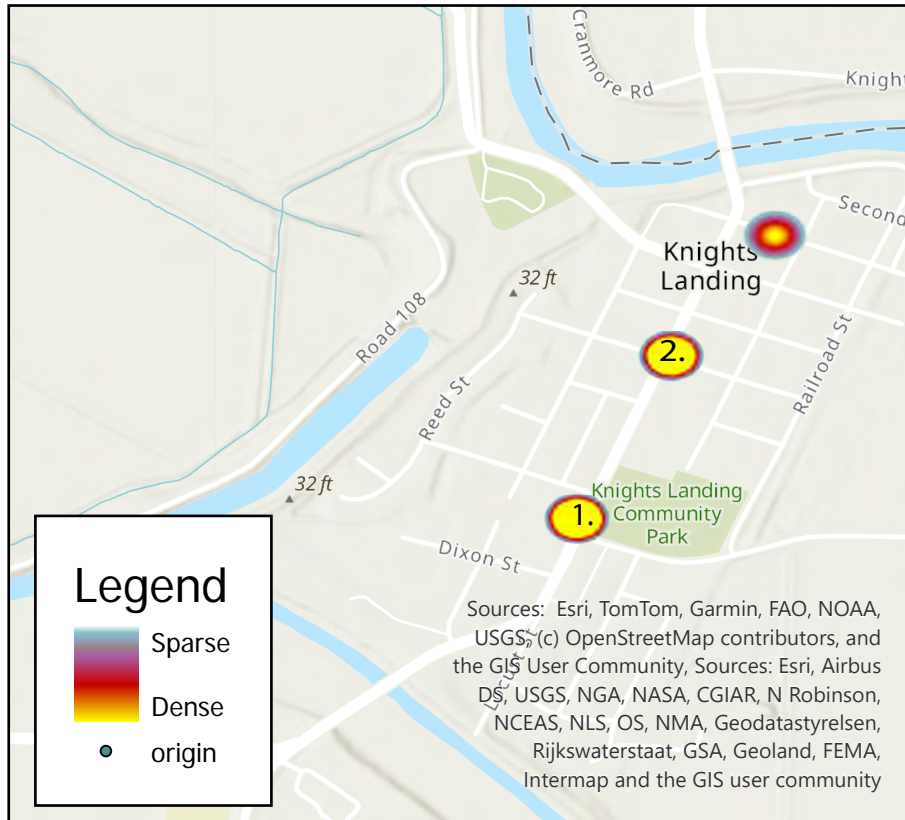 Cranmore Rd
Knight
Second
Knights
Landing
32 ft
Road 108
2.
Railroad St
Reed St
32 ft
Knights Landing
Community
Park
1.
Dixon St
Locust St
Legend
Sparse
Dense
origin
Sources: Esri, TomTom, Garmin, FAO, NOAA,
USGS, (c) OpenStreetMap contributors, and
the GIS User Community, Sources: Esri, Airbus
DS, USGS, NGA, NASA, CGIAR, N Robinson,
NCEAS, NLS, OS, NMA, Geodatastyrelsen,
Rijkswaterstaat, GSA, Geoland, FEMA,
Intermap and the GIS user community